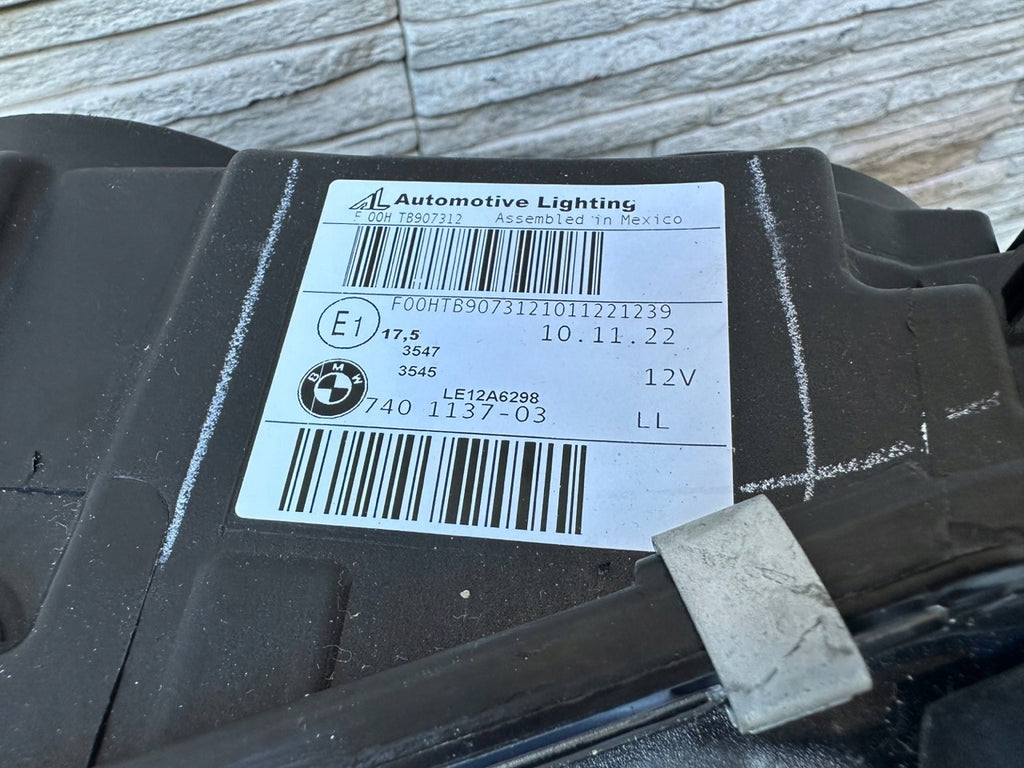 AL Automotive Lighting
F 00H TB907312 Assembled in Mexico
F00HTB9073121011221239
E1 17,5 10.11.22
3547
3545 12V
BMW LE12A6298
740 1137-03 LL